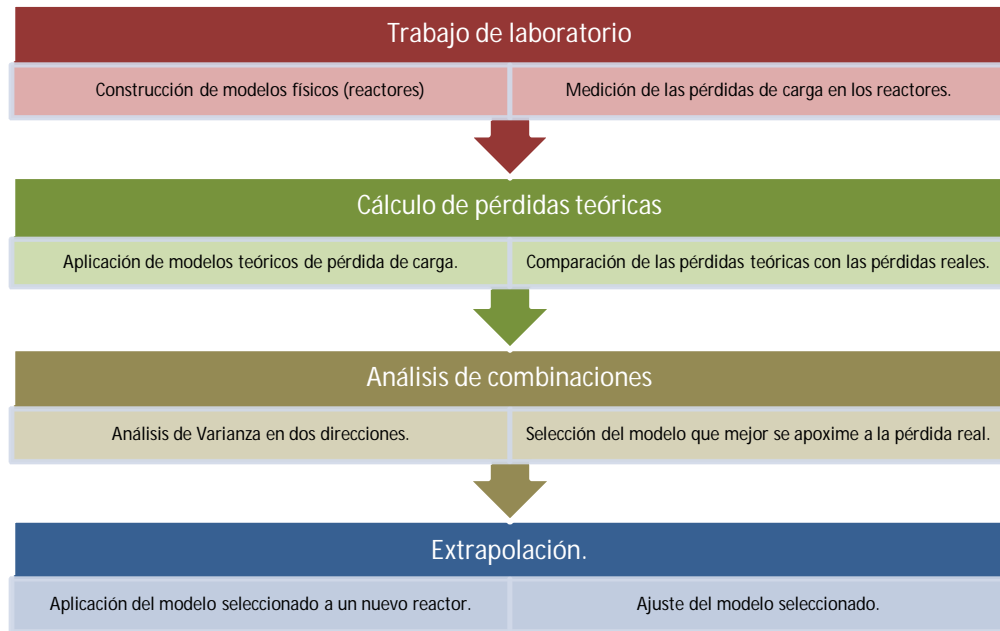 Trabajo de laboratorio
Construcción de modelos físicos (reactores)
Medición de las pérdidas de carga en los reactores.
Cálculo de pérdidas teóricas
Aplicación de modelos teóricos de pérdida de carga.
Comparación de las pérdidas teóricas con las pérdidas reales.
Análisis de combinaciones
Análisis de Varianza en dos direcciones.
Selección del modelo que mejor se apoxime a la pérdida real.
Extrapolación.
Aplicación del modelo seleccionado a un nuevo reactor.
Ajuste del modelo seleccionado.